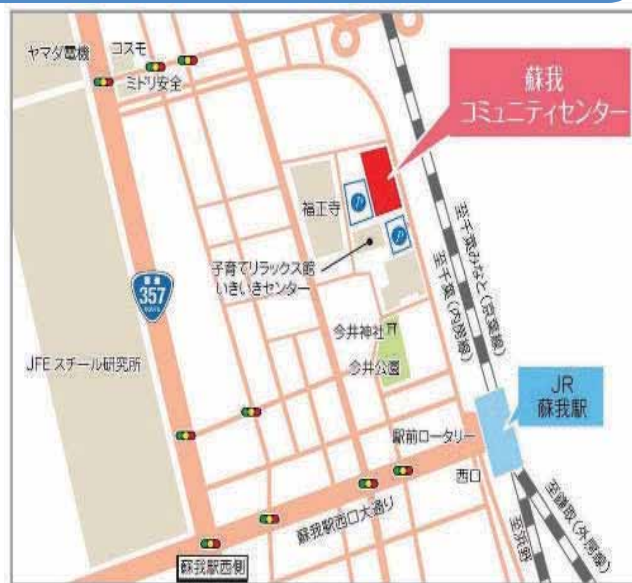 ヤマダ電機
コスモ
ミドリ安全
蘇我
コミュニティセンター
福正寺
P
P
子育てリラックス館
いきいきセンター
至千葉みなと(京葉線)
至千葉(内房線)
国道
357
ROUTE
JFEスチール研究所
今井神社
今井公園
JR
蘇我駅
駅前ロータリー
西口
蘇我駅西口大通り
至鎌取(外房線)
至浜野
蘇我駅西側